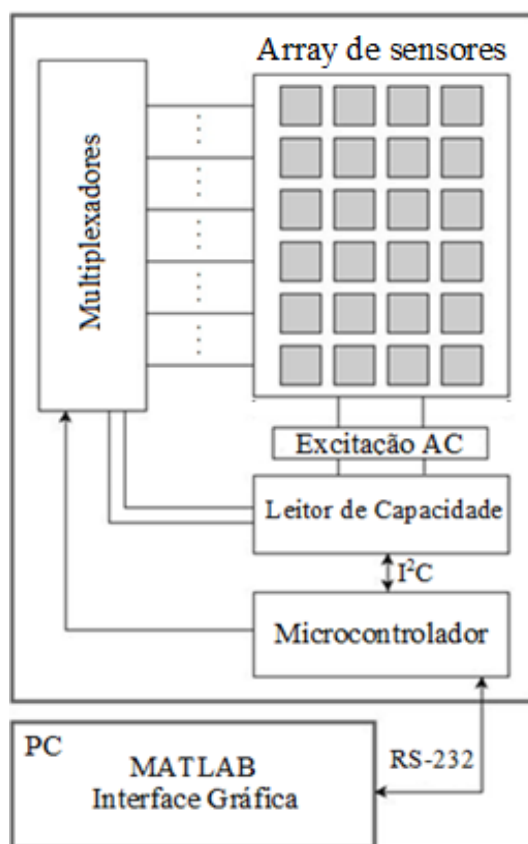 Array de sensores
Multiplexadores
Excitação AC
Leitor de Capacidade
I²C
Microcontrolador
RS-232
PC
MATLAB
Interface Gráfica